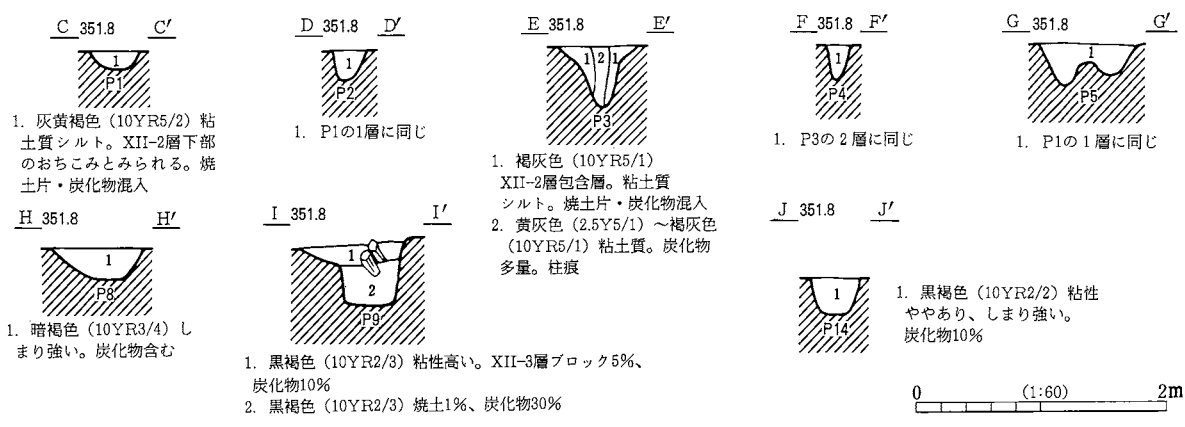 C 351.8 C′
1
P1
1. 灰黄褐色（10YR5/2）粘
土質シルト。XII-2層下部
のおちこみとみられる。焼
土片・炭化物混入
D 351.8 D′
1
P2
1. P1の1層に同じ
E 351.8 E′
1 2 1
P3
1. 褐灰色（10YR5/1）
XII-2層包含層。粘土質
シルト。焼土片・炭化物混入
2. 黄灰色（2.5Y5/1）～褐灰色
（10YR5/1）粘土質。炭化物
多量。柱痕
F 351.8 F′
1
P4
1. P3の2層に同じ
G 351.8 G′
1
P5
1. P1の1層に同じ
H 351.8 H′
1
P8
1. 暗褐色（10YR3/4）し
まり強い。炭化物含む
I 351.8 I′
1
2
P9
1. 黒褐色（10YR2/3）粘性高い。XII-3層ブロック5%、
炭化物10%
2. 黒褐色（10YR2/3）焼土1%、炭化物30%
J 351.8 J′
1
P14
1. 黒褐色（10YR2/2）粘性
ややあり、しまり強い。
炭化物10%
0 (1:60) 2m